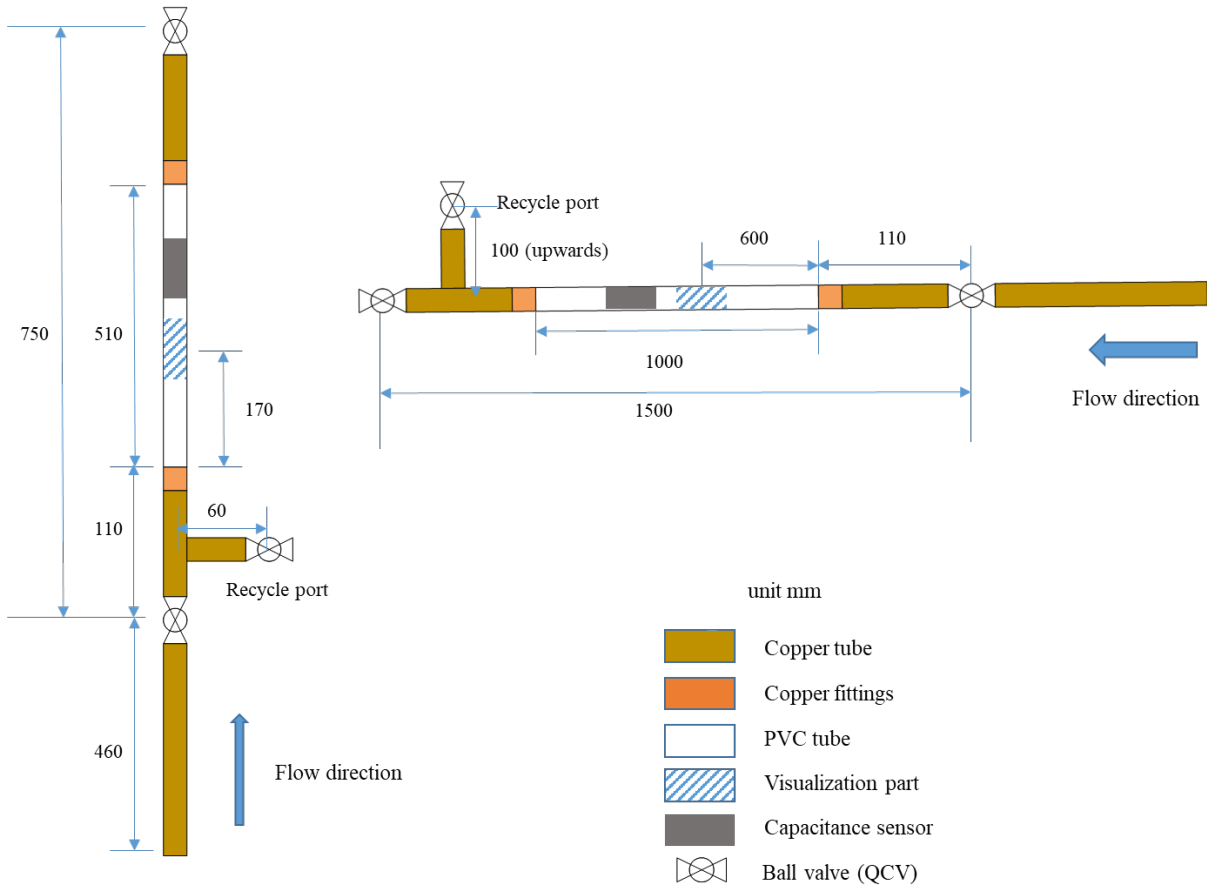 750
510
170
110
60
Recycle port
460
Flow direction
Recycle port
100 (upwards)
600
110
1000
1500
Flow direction
unit mm
Copper tube
Copper fittings
PVC tube
Visualization part
Capacitance sensor
Ball valve (QCV)